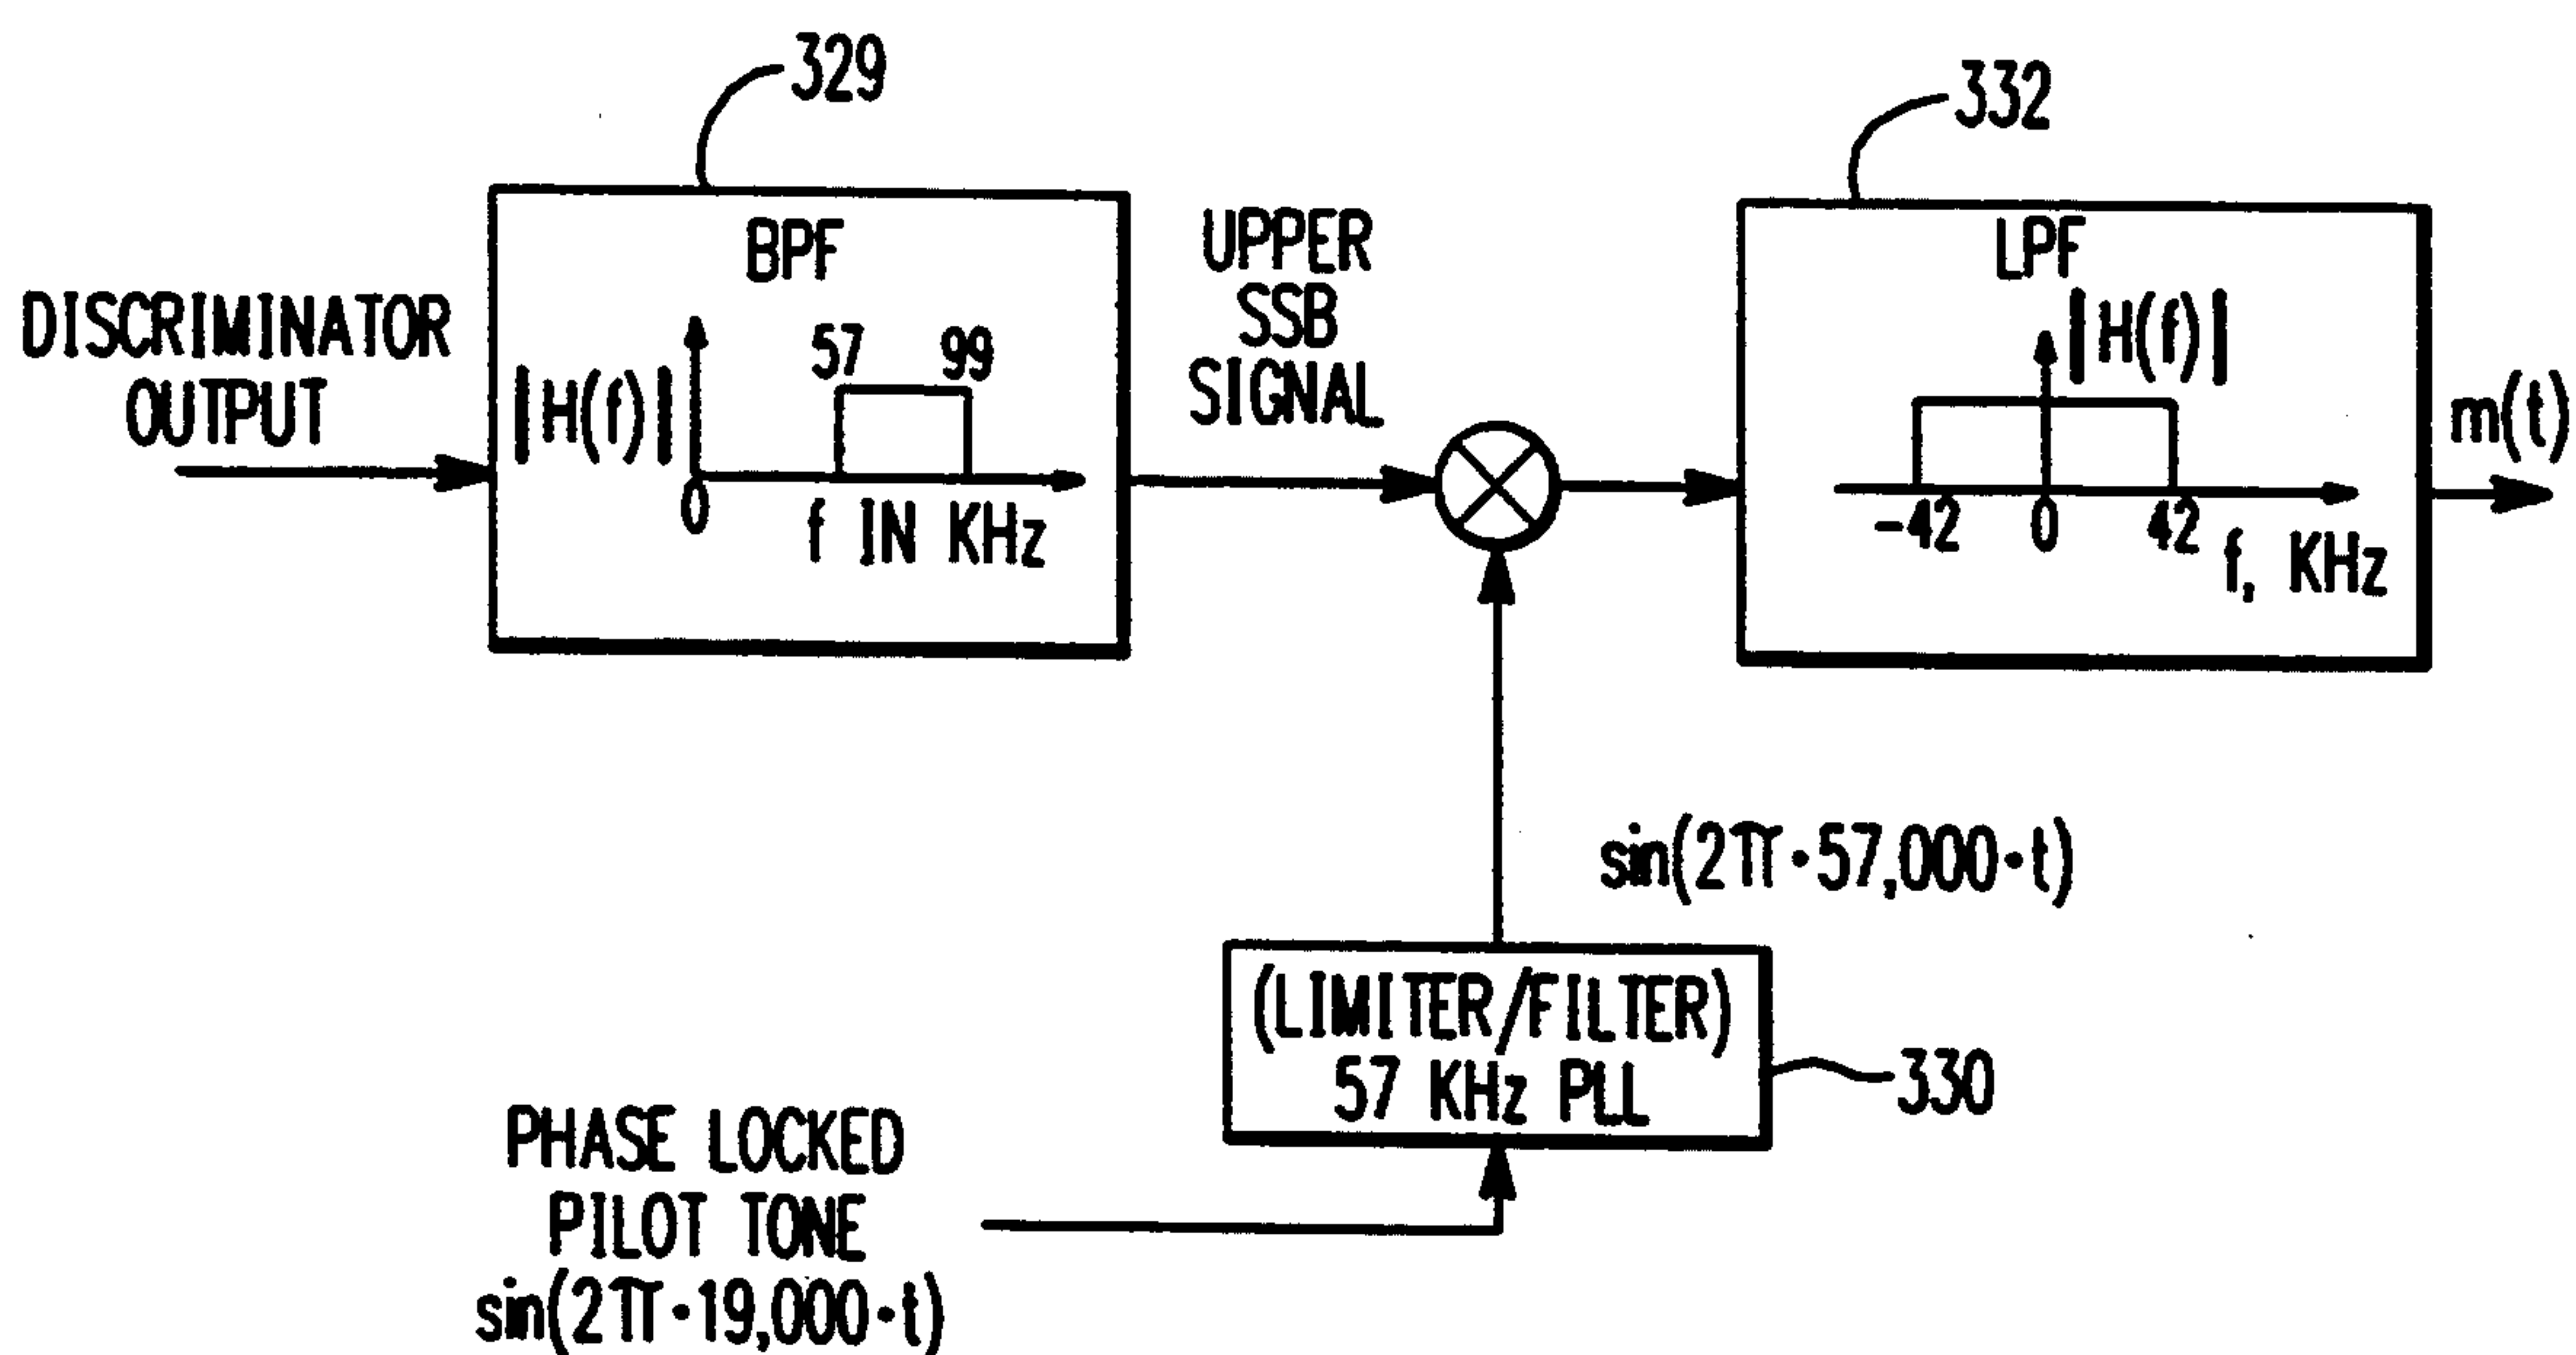 329
332
BPF
LPF
UPPER
SSB
SIGNAL
DISCRIMINATOR
OUTPUT
|H(f)|
57
99
0
f IN KHz
|H(f)|
-42
0
42
f, KHz
m(t)
sin(2π·57,000·t)
(LIMITER/FILTER)
57 KHz PLL
330
PHASE LOCKED
PILOT TONE
sin(2π·19,000·t)